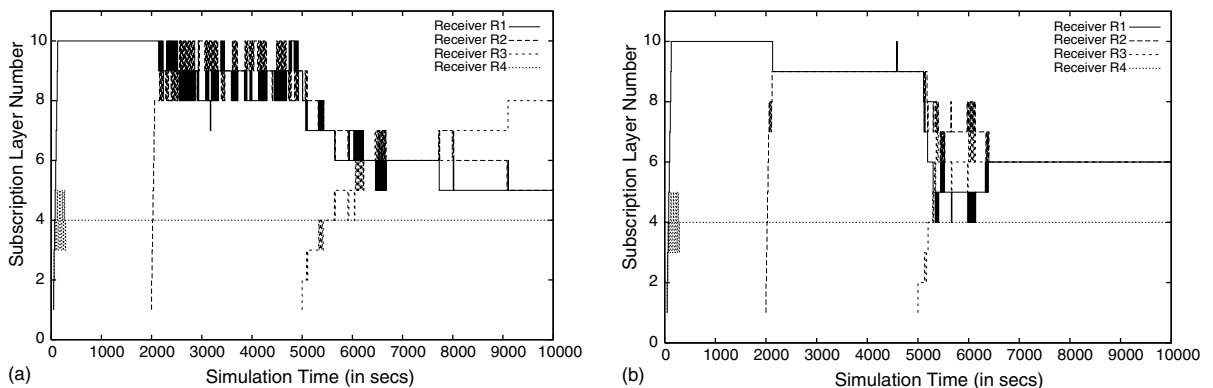 10
8
6
4
2
0
Subscription Layer Number
Receiver R1
Receiver R2
Receiver R3
Receiver R4
0 1000 2000 3000 4000 5000 6000 7000 8000 9000 10000
(a) Simulation Time (in secs)
10
8
6
4
2
0
Subscription Layer Number
Receiver R1
Receiver R2
Receiver R3
Receiver R4
0 1000 2000 3000 4000 5000 6000 7000 8000 9000 10000
(b) Simulation Time (in secs)